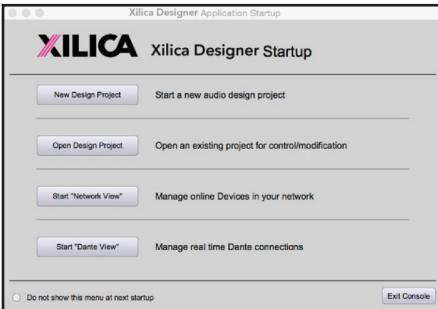 Xilica Designer Application Startup
XILICA Xilica Designer Startup
New Design Project Start a new audio design project
Open Design Project Open an existing project for control/modification
Start "Network View" Manage online Devices in your network
Start "Dante View" Manage real time Dante connections
Do not show this menu at next startup Exit Console